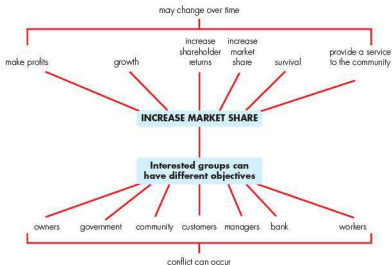 may change over time
make profits
growth
increase
shareholder
returns
increase
market
share
survival
provide a service
to the community
INCREASE MARKET SHARE
Interested groups can
have different objectives
owners
government
community
customers
managers
bank
workers
conflict can occur